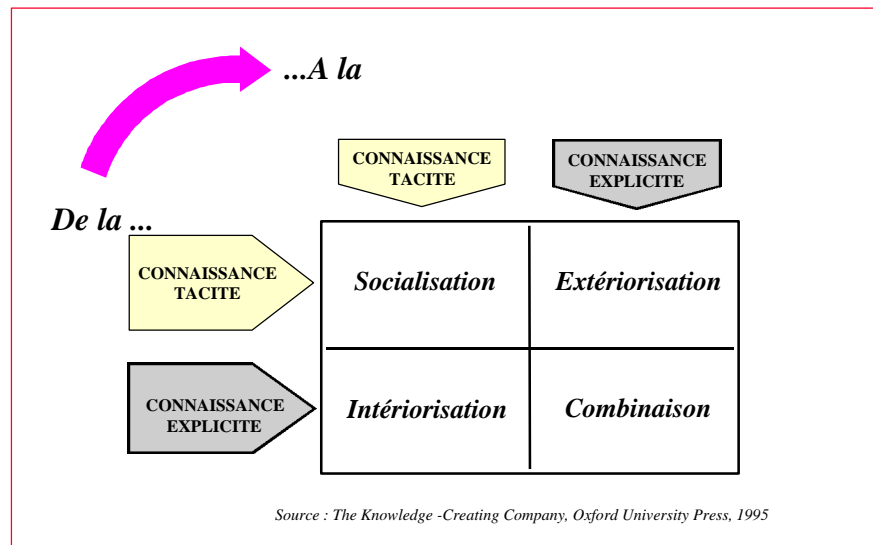 ...A la
CONNAISSANCE
TACITE
CONNAISSANCE
EXPLICITE
De la ...
CONNAISSANCE
TACITE
Socialisation
Extériorisation
CONNAISSANCE
EXPLICITE
Intériorisation
Combinaison
Source : The Knowledge -Creating Company, Oxford University Press, 1995